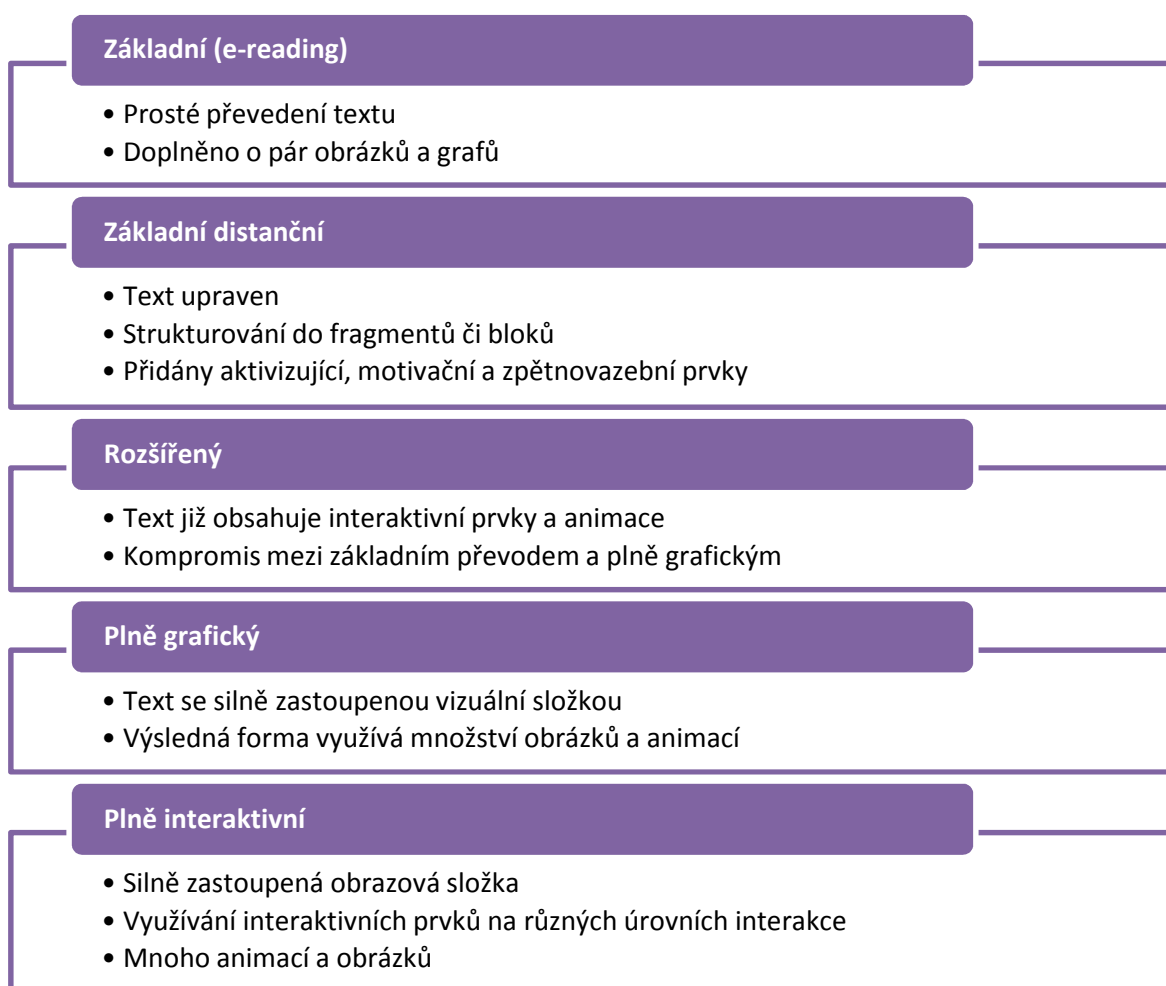 Základní (e-reading)
• Prosté převedení textu
• Doplněno o pár obrázků a grafů
Základní distanční
• Text upraven
• Strukturování do fragmentů či bloků
• Přidány aktivizující, motivační a zpětnovazební prvky
Rozšířený
• Text již obsahuje interaktivní prvky a animace
• Kompromis mezi základním převodem a plně grafickým
Plně grafický
• Text se silně zastoupenou vizuální složkou
• Výsledná forma využívá množství obrázků a animací
Plně interaktivní
• Silně zastoupená obrazová složka
• Využívání interaktivních prvků na různých úrovních interakce
• Mnoho animací a obrázků